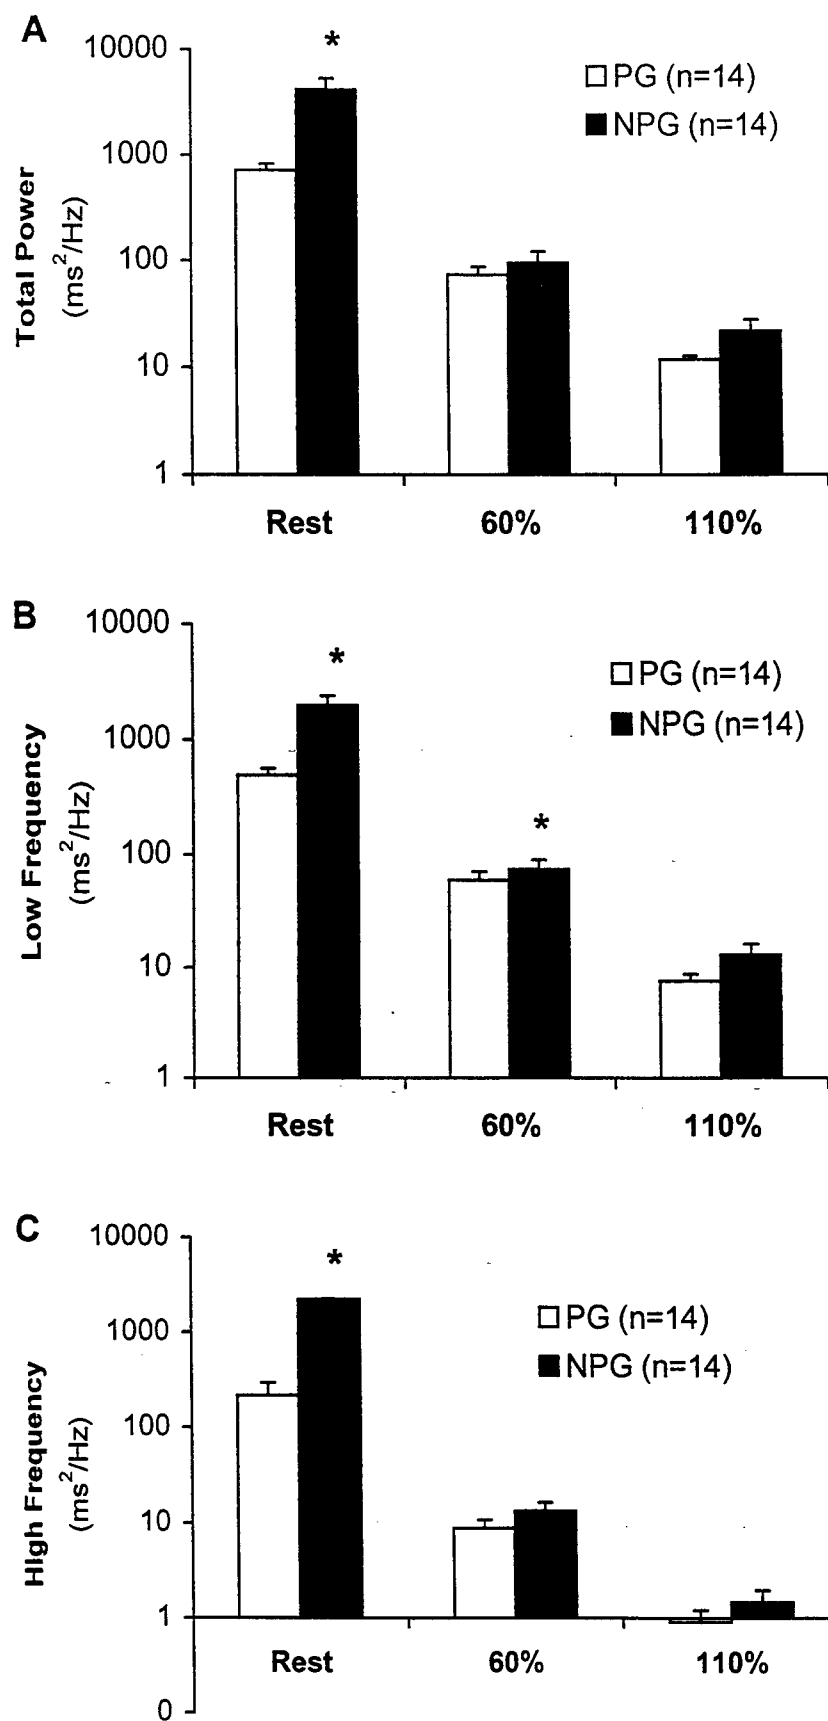 A
10000
*
PG (n=14)
NPG (n=14)
1000
100
10
1
Total Power
(ms²/Hz)
Rest 60% 110%
B
10000
*
PG (n=14)
NPG (n=14)
1000
*
100
10
1
Low Frequency
(ms²/Hz)
Rest 60% 110%
C
10000
*
PG (n=14)
NPG (n=14)
1000
100
10
1
High Frequency
(ms²/Hz)
Rest 60% 110%
0